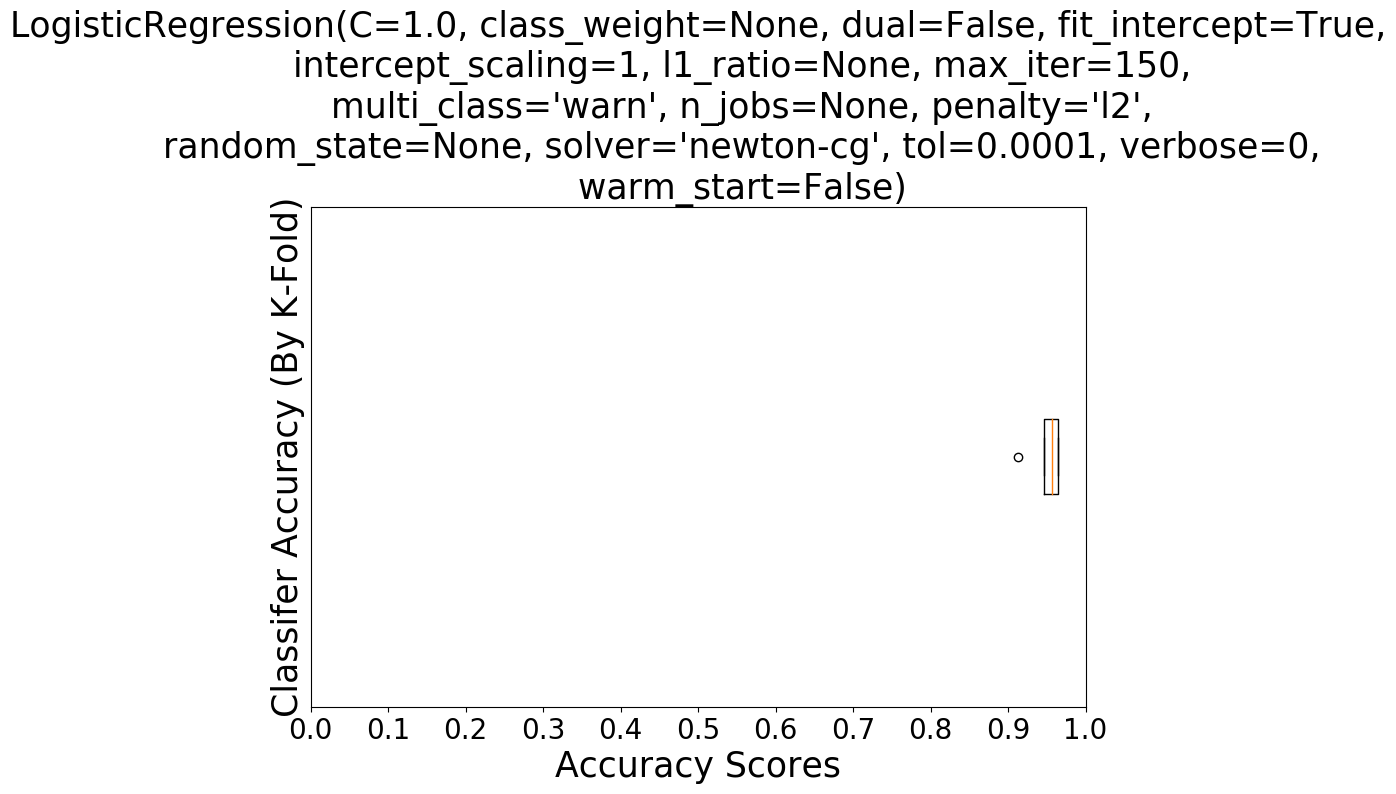 LogisticRegression(C=1.0, class_weight=None, dual=False, fit_intercept=True,
intercept_scaling=1, l1_ratio=None, max_iter=150,
multi_class='warn', n_jobs=None, penalty='l2',
random_state=None, solver='newton-cg', tol=0.0001, verbose=0,
warm_start=False)
Classifer Accuracy (By K-Fold)
0.0 0.1 0.2 0.3 0.4 0.5 0.6 0.7 0.8 0.9 1.0
Accuracy Scores